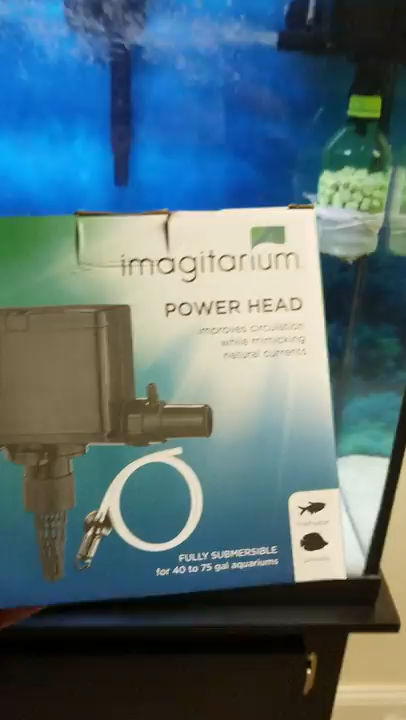 imagitarium
POWER HEAD
improves circulation
while mimicking
natural currents
FULLY SUBMERSIBLE
for 40 to 75 gal aquariums